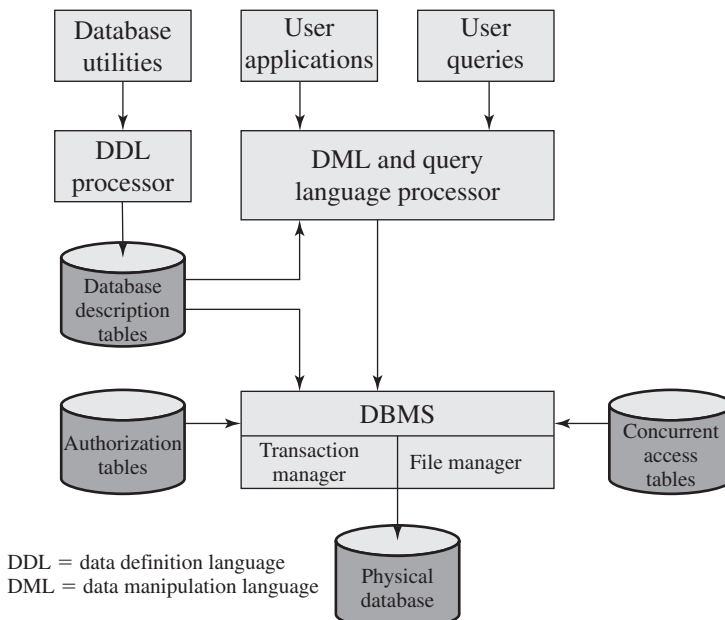 Database
utilities
User
applications
User
queries
DDL
processor
DML and query
language processor
Database
description
tables
DBMS
Transaction
manager
File manager
Authorization
tables
Concurrent
access
tables
Physical
database
DDL = data definition language
DML = data manipulation language